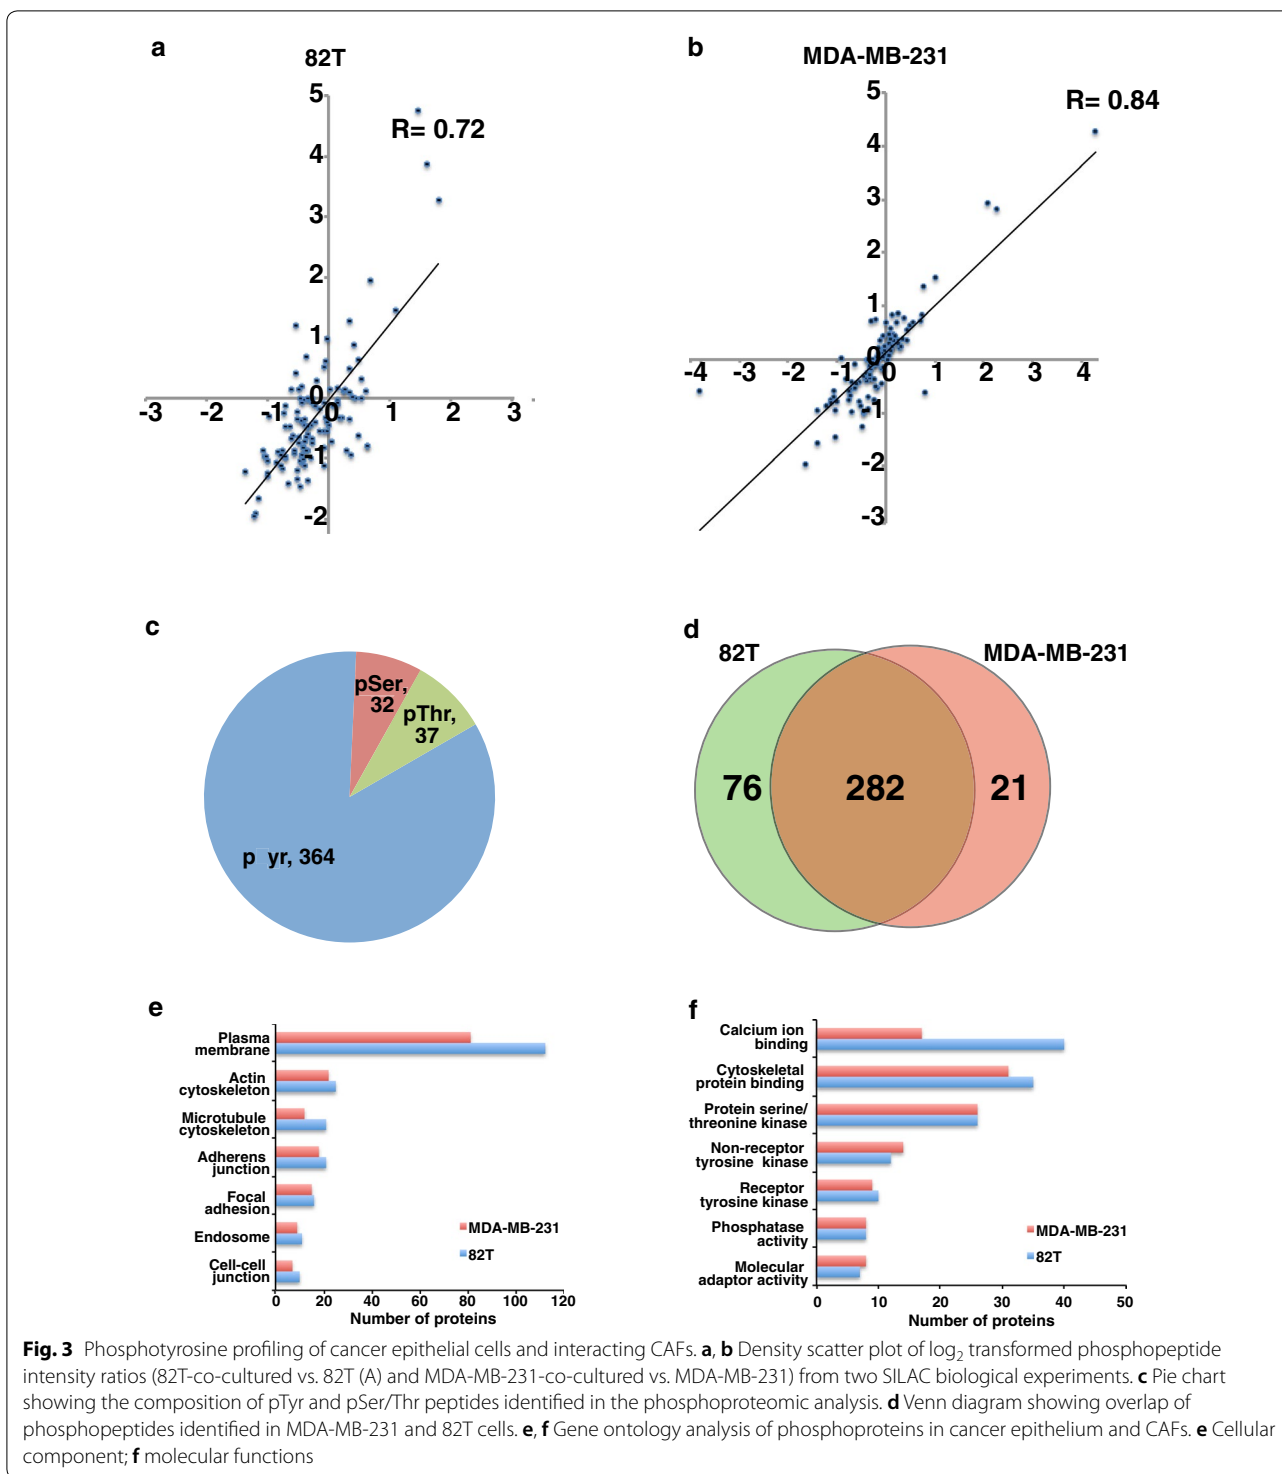 a
82T
5
R= 0.72
4
3
2
1
0
-3 -2 -1 0 1 2 3
-1
-2
b
MDA-MB-231
5
R= 0.84
4
3
2
1
0
-4 -3 -2 -1 0 1 2 3 4
-1
-2
-3
c
pSer,
32
pThr,
37
p yr, 364
d
82T
MDA-MB-231
76
282
21
e
Plasma
membrane
Actin
cytoskeleton
Microtubule
cytoskeleton
Adherens
junction
Focal
adhesion
Endosome
Cell-cell
junction
MDA-MB-231
82T
0 20 40 60 80 100 120
Number of proteins
f
Calcium ion
binding
Cytoskeletal
protein binding
Protein serine/
threonine kinase
Non-receptor
tyrosine kinase
Receptor
tyrosine kinase
Phosphatase
activity
Molecular
adaptor activity
MDA-MB-231
82T
0 10 20 30 40 50
Number of proteins
Fig. 3 Phosphotyrosine profiling of cancer epithelial cells and interacting CAFs. a, b Density scatter plot of log2 transformed phosphopeptide
intensity ratios (82T-co-cultured vs. 82T (A) and MDA-MB-231-co-cultured vs. MDA-MB-231) from two SILAC biological experiments. c Pie chart
showing the composition of pTyr and pSer/Thr peptides identified in the phosphoproteomic analysis. d Venn diagram showing overlap of
phosphopeptides identified in MDA-MB-231 and 82T cells. e, f Gene ontology analysis of phosphoproteins in cancer epithelium and CAFs. e Cellular
component; f molecular functions